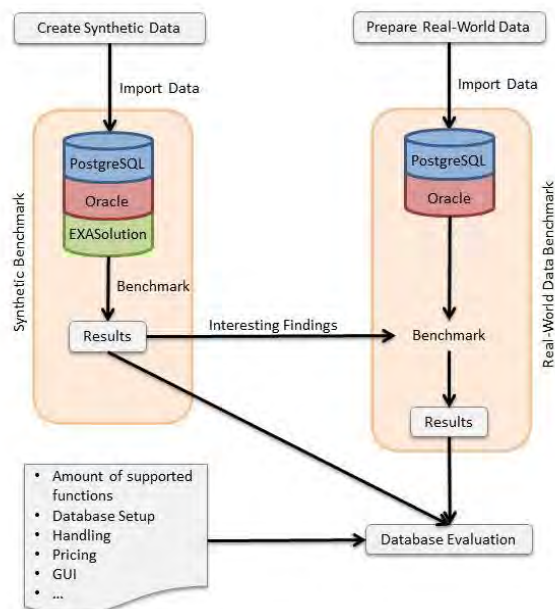 Create Synthetic Data
Prepare Real-World Data
Import Data
Import Data
Synthetic Benchmark
PostgreSQL
Oracle
EXASolution
Benchmark
Results
Interesting Findings
PostgreSQL
Oracle
Benchmark
Results
Real-World Data Benchmark
• Amount of supported
functions
• Database Setup
• Handling
• Pricing
• GUI
• ...
Database Evaluation